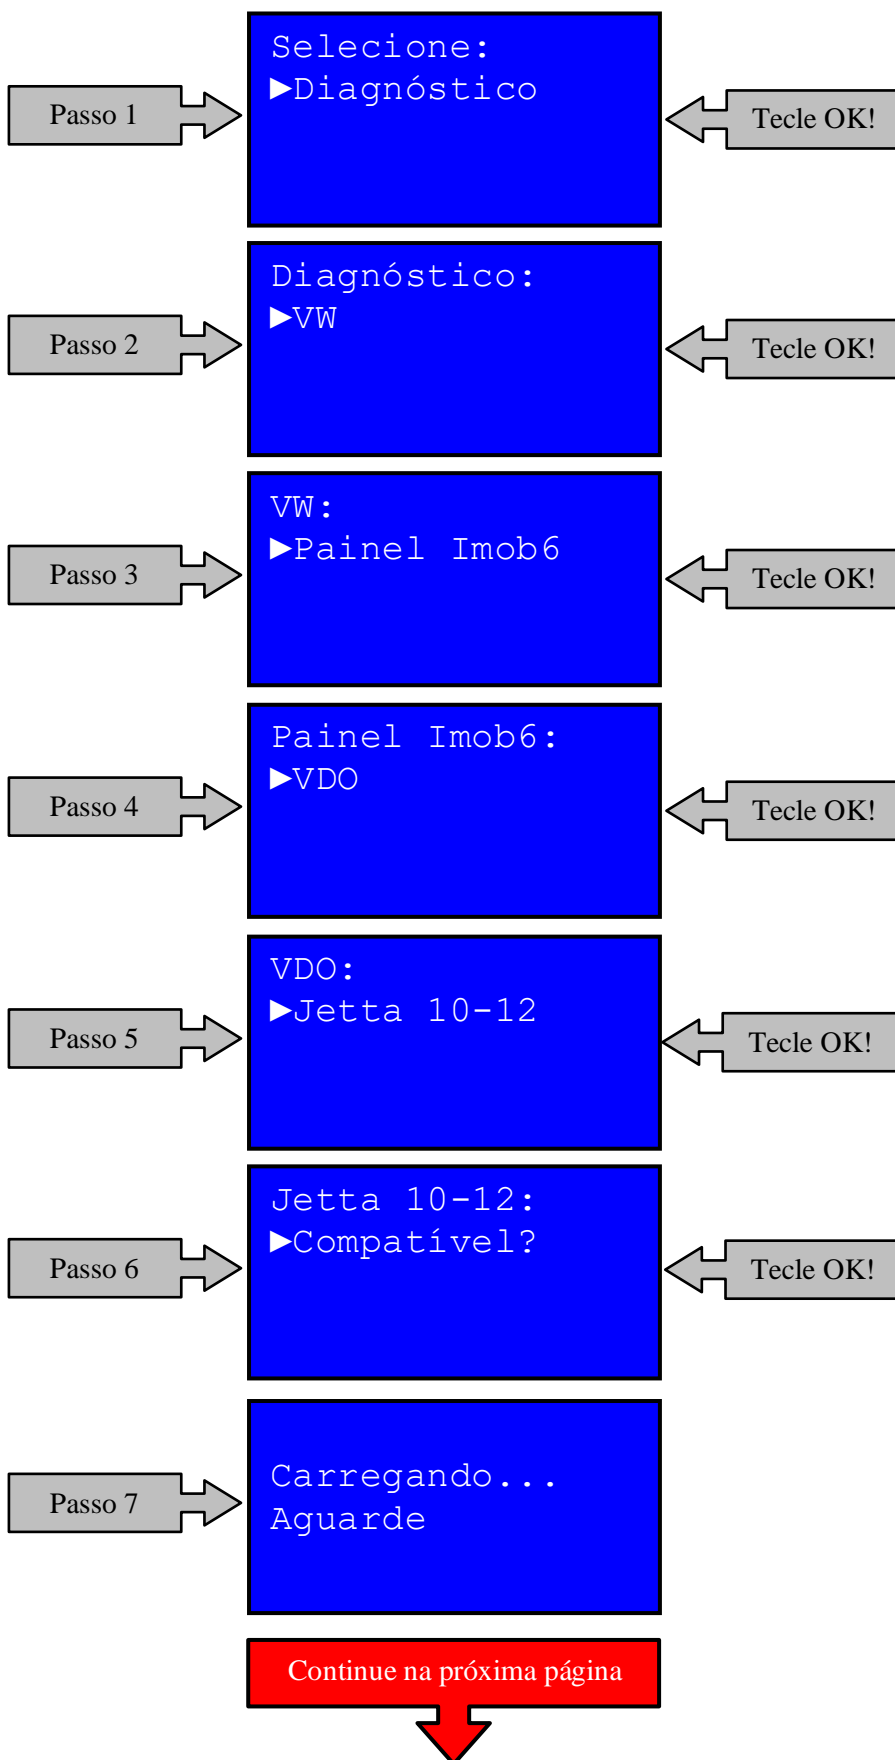 Selecione:
►Diagnóstico
Passo 1
Tecle OK!
Diagnóstico:
►VW
Passo 2
Tecle OK!
VW:
►Painel Imob6
Passo 3
Tecle OK!
Painel Imob6:
►VDO
Passo 4
Tecle OK!
VDO:
►Jetta 10-12
Passo 5
Tecle OK!
Jetta 10-12:
►Compatível?
Passo 6
Tecle OK!
Carregando...
Aguarde
Passo 7
Continue na próxima página